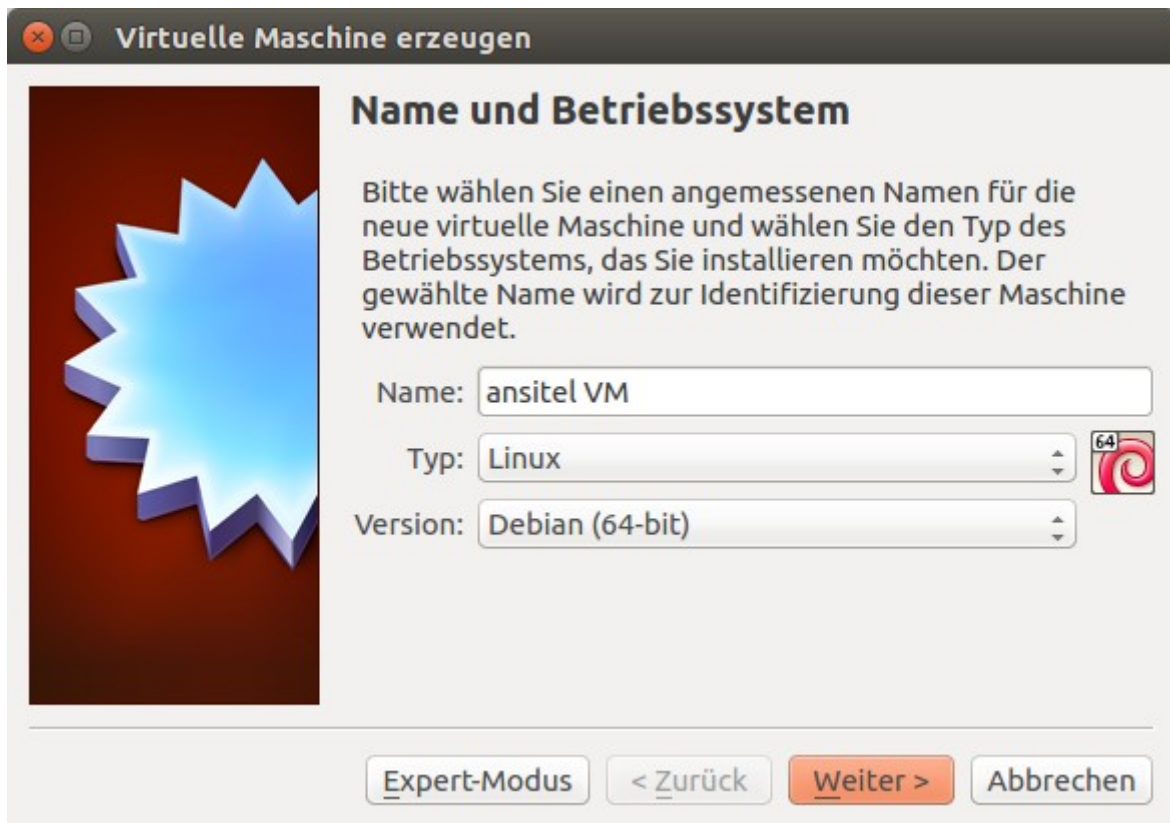 Virtuelle Maschine erzeugen
Name und Betriebssystem
Bitte wählen Sie einen angemessenen Namen für die
neue virtuelle Maschine und wählen Sie den Typ des
Betriebssystems, das Sie installieren möchten. Der
gewählte Name wird zur Identifizierung dieser Maschine
verwendet.
Name: ansitel VM
Typ: Linux
64
Version: Debian (64-bit)
Expert-Modus < Zurück Weiter > Abbrechen